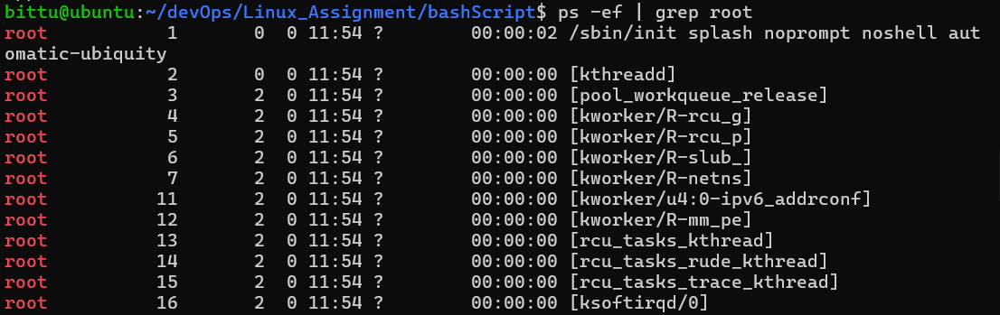 bittu@ubuntu:~/devOps/Linux_Assignment/bashScript$ ps -ef | grep root
root           1       0  0 11:54 ?        00:00:02 /sbin/init splash noprompt noshell aut
omatic-ubiquity
root           2       0  0 11:54 ?        00:00:00 [kthreadd]
root           3       2  0 11:54 ?        00:00:00 [pool_workqueue_release]
root           4       2  0 11:54 ?        00:00:00 [kworker/R-rcu_g]
root           5       2  0 11:54 ?        00:00:00 [kworker/R-rcu_p]
root           6       2  0 11:54 ?        00:00:00 [kworker/R-slub_]
root           7       2  0 11:54 ?        00:00:00 [kworker/R-netns]
root          11       2  0 11:54 ?        00:00:00 [kworker/u4:0-ipv6_addrconf]
root          12       2  0 11:54 ?        00:00:00 [kworker/R-mm_pe]
root          13       2  0 11:54 ?        00:00:00 [rcu_tasks_kthread]
root          14       2  0 11:54 ?        00:00:00 [rcu_tasks_rude_kthread]
root          15       2  0 11:54 ?        00:00:00 [rcu_tasks_trace_kthread]
root          16       2  0 11:54 ?        00:00:00 [ksoftirqd/0]